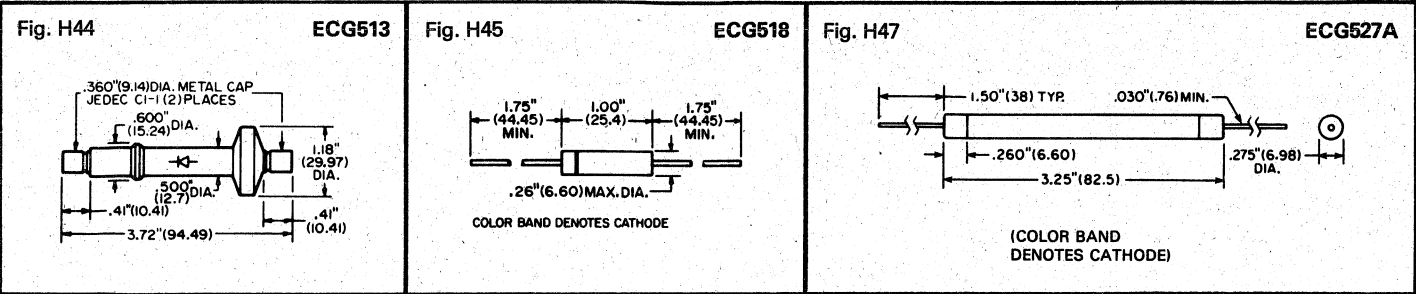 Fig. H44 ECG513
.360"(9.14)DIA. METAL CAP
JEDEC C1-1 (2) PLACES
.600"
(15.24) DIA.
1.18"
(29.97)
DIA.
.500"
(12.7) DIA.
.41"(10.41)
.41"
(10.41)
3.72"(94.49)
Fig. H45 ECG518
1.75" 1.00" 1.75"
(44.45) (25.4) (44.45)
MIN. MIN.
.26"(6.60)MAX. DIA.
COLOR BAND DENOTES CATHODE
Fig. H47 ECG527A
1.50"(38) TYP. .030"(.76) MIN.
.260"(6.60) .275"(6.98)
DIA.
3.25"(82.5)
(COLOR BAND
DENOTES CATHODE)